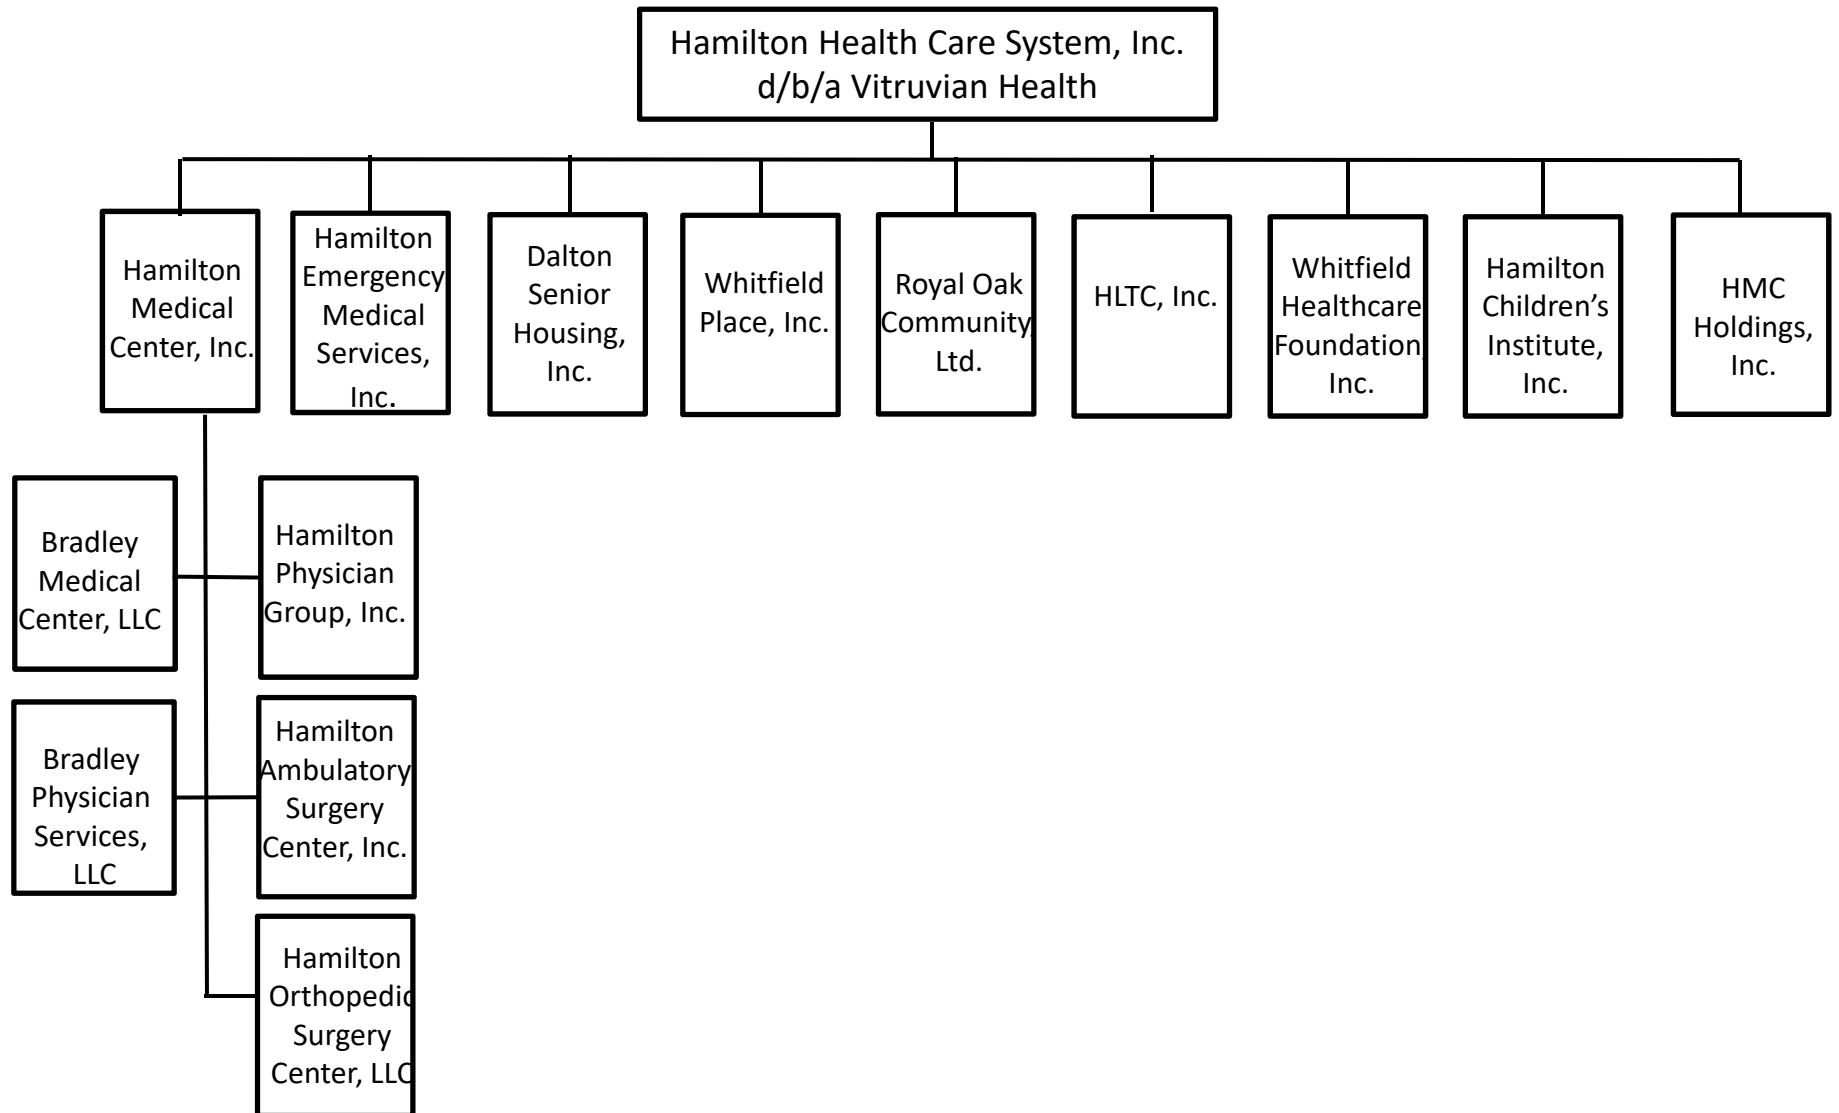 Hamilton Health Care System, Inc.
d/b/a Vitruvian Health
Hamilton
Medical
Center, Inc.
Hamilton
Emergency
Medical
Services,
Inc.
Dalton
Senior
Housing,
Inc.
Whitfield
Place, Inc.
Royal Oak
Community,
Ltd.
HLTC, Inc.
Whitfield
Healthcare
Foundation,
Inc.
Hamilton
Children’s
Institute,
Inc.
HMC
Holdings,
Inc.
Bradley
Medical
Center, LLC
Hamilton
Physician
Group, Inc.
Bradley
Physician
Services,
LLC
Hamilton
Ambulatory
Surgery
Center, Inc.
Hamilton
Orthopedic
Surgery
Center, LLC